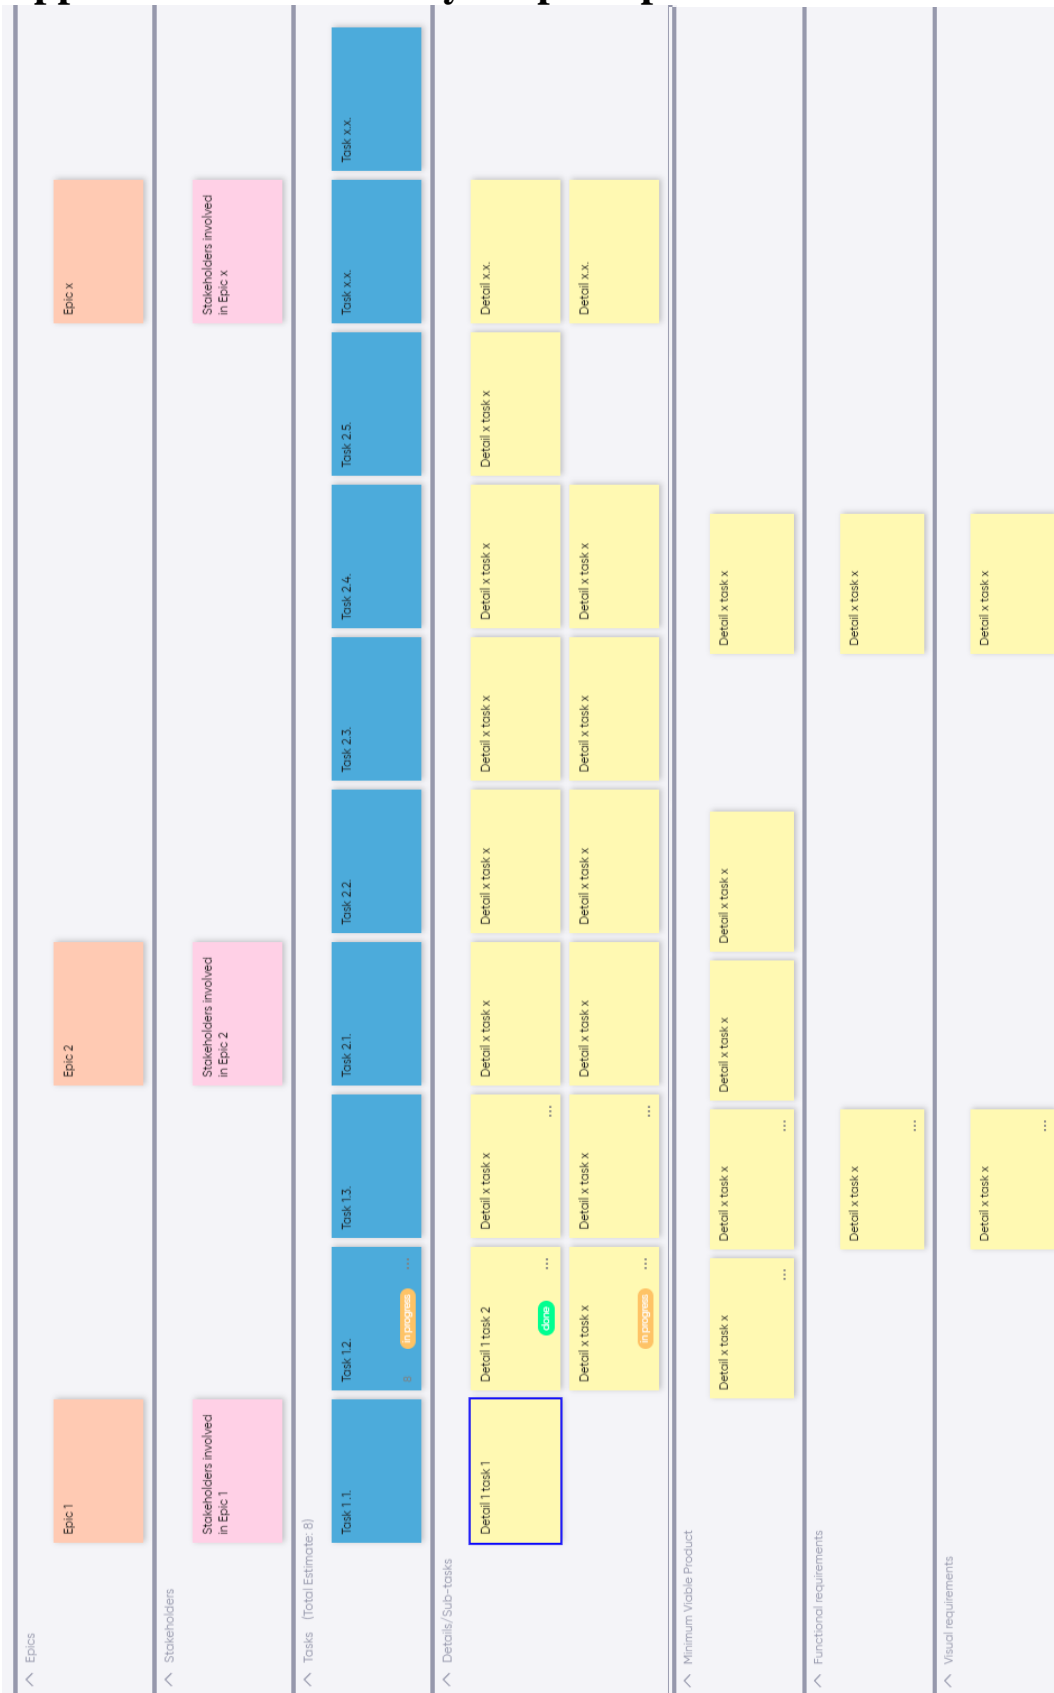 Epics
Epic 1
Epic 2
Epic x
Stakeholders
Stakeholders involved
in Epic 1
Stakeholders involved
in Epic 2
Stakeholders involved
in Epic x
Tasks (Total Estimate: 8)
Task 1.1.
Task 1.2.
8 in progress ...
Task 1.3.
Task 2.1.
Task 2.2.
Task 2.3.
Task 2.4.
Task 2.5.
Task x.x.
Task x.x.
Details/Sub-tasks
Detail 1 task 1
Detail 1 task 2
done ...
Detail x task x
...
Detail x task x
Detail x task x
Detail x task x
Detail x task x
Detail x task x
Detail x.x.
Detail x task x
in progress ...
Detail x task x
...
Detail x task x
Detail x task x
Detail x task x
Detail x task x
Detail x.x.
Minimum Viable Product
Detail x task x
...
Detail x task x
...
Detail x task x
Detail x task x
Detail x task x
Functional requirements
Detail x task x
...
Detail x task x
Visual requirements
Detail x task x
...
Detail x task x